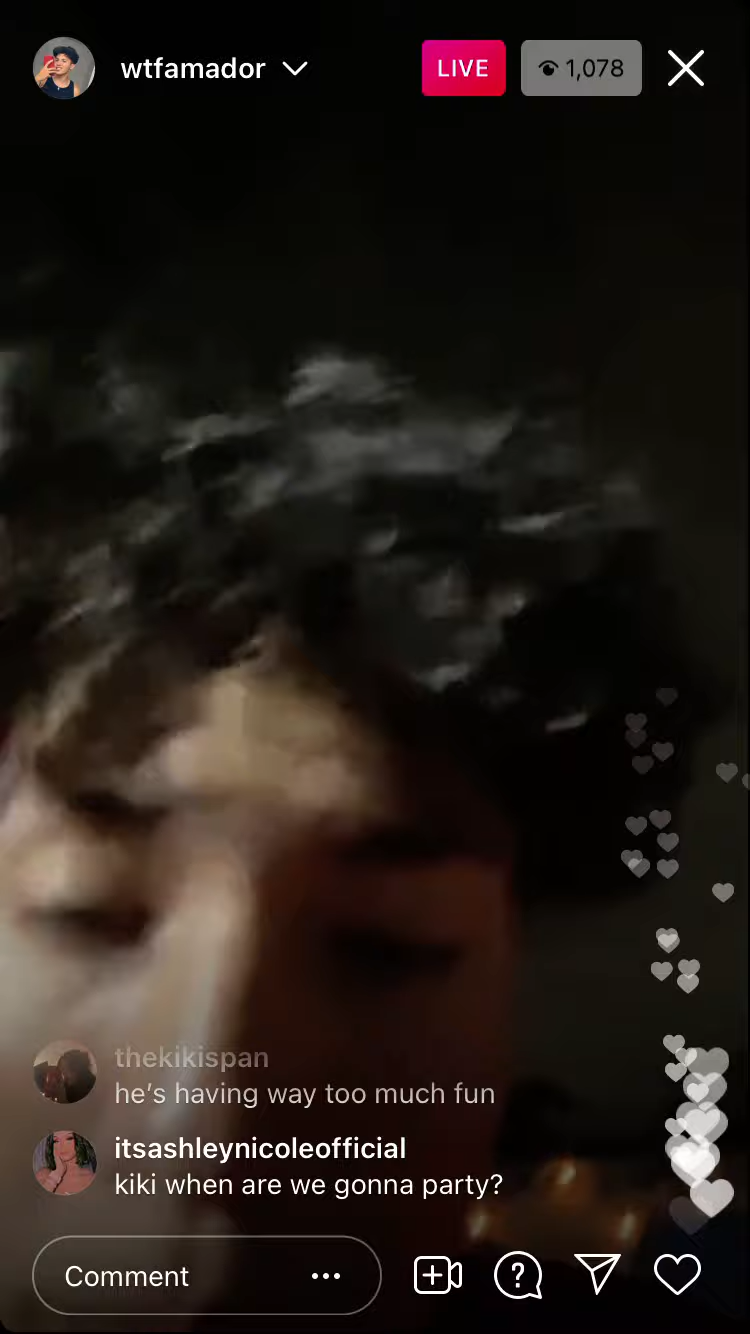 wtfamador
LIVE
1,078
thekikispan
he's having way too much fun
itsashleynicoleofficial
kiki when are we gonna party?
Comment